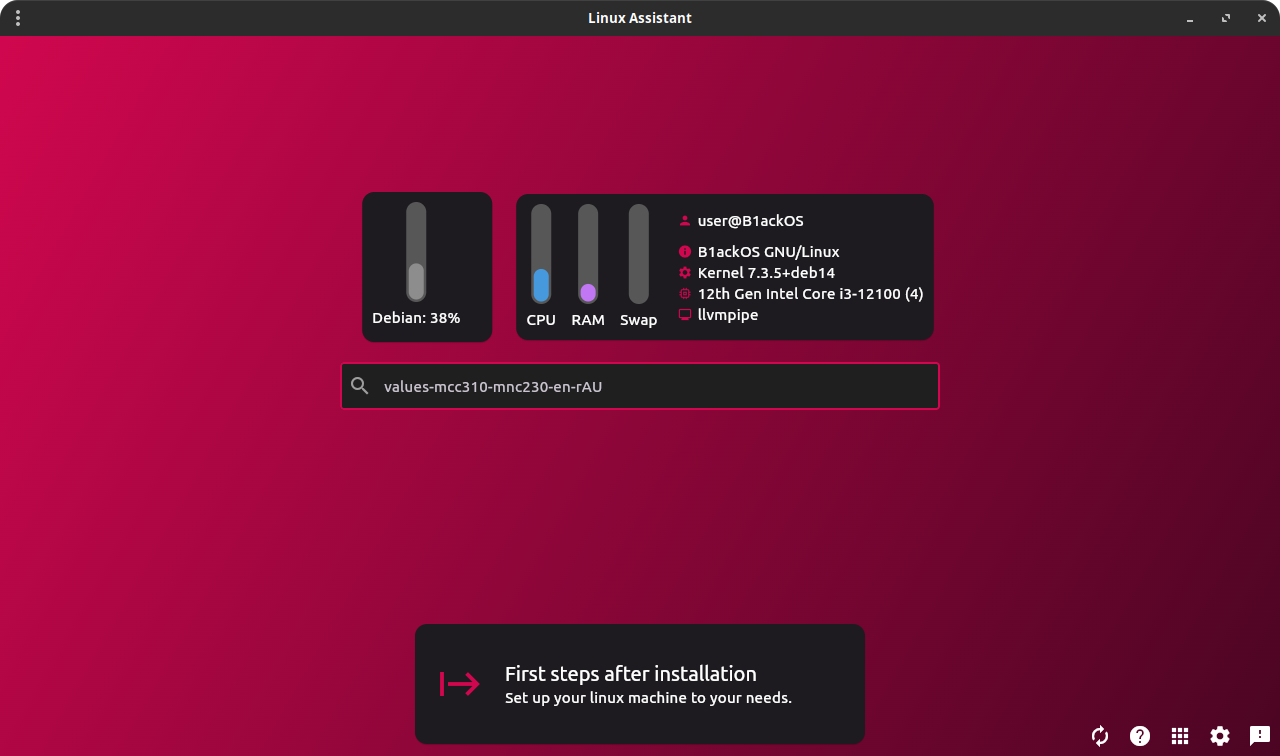 Linux Assistant
Debian: 38%
CPU RAM Swap
user@B1ackOS
B1ackOS GNU/Linux
Kernel 7.3.5+deb14
12th Gen Intel Core i3-12100 (4)
llvmpipe
values-mcc310-mnc230-en-rAU
First steps after installation
Set up your linux machine to your needs.